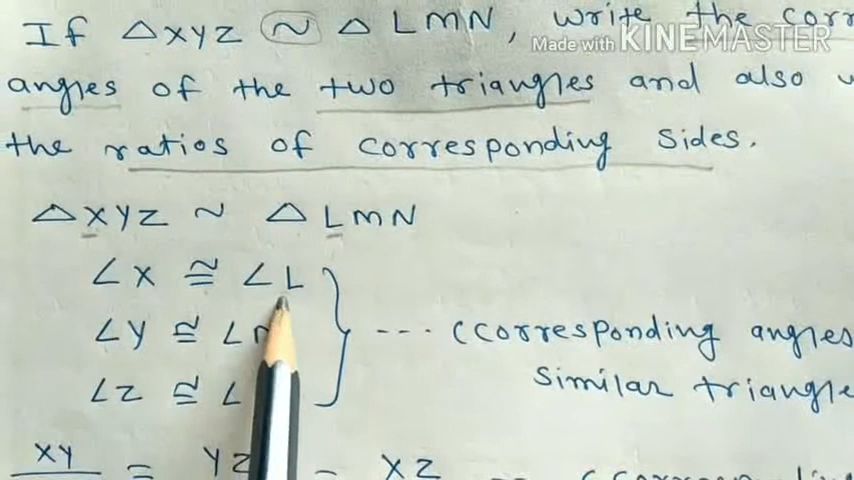 If △XYZ ~ △LMN, Write the
Made with KINEMASTER
angles of the two triangles and also
the ratios of corresponding Sides.
△XYZ ~ △LMN
∠X ≅ ∠L
∠Y ≅ ∠
∠Z ≅ ∠
--- (Corresponding angles
Similar triangle
XY = YZ = XZ